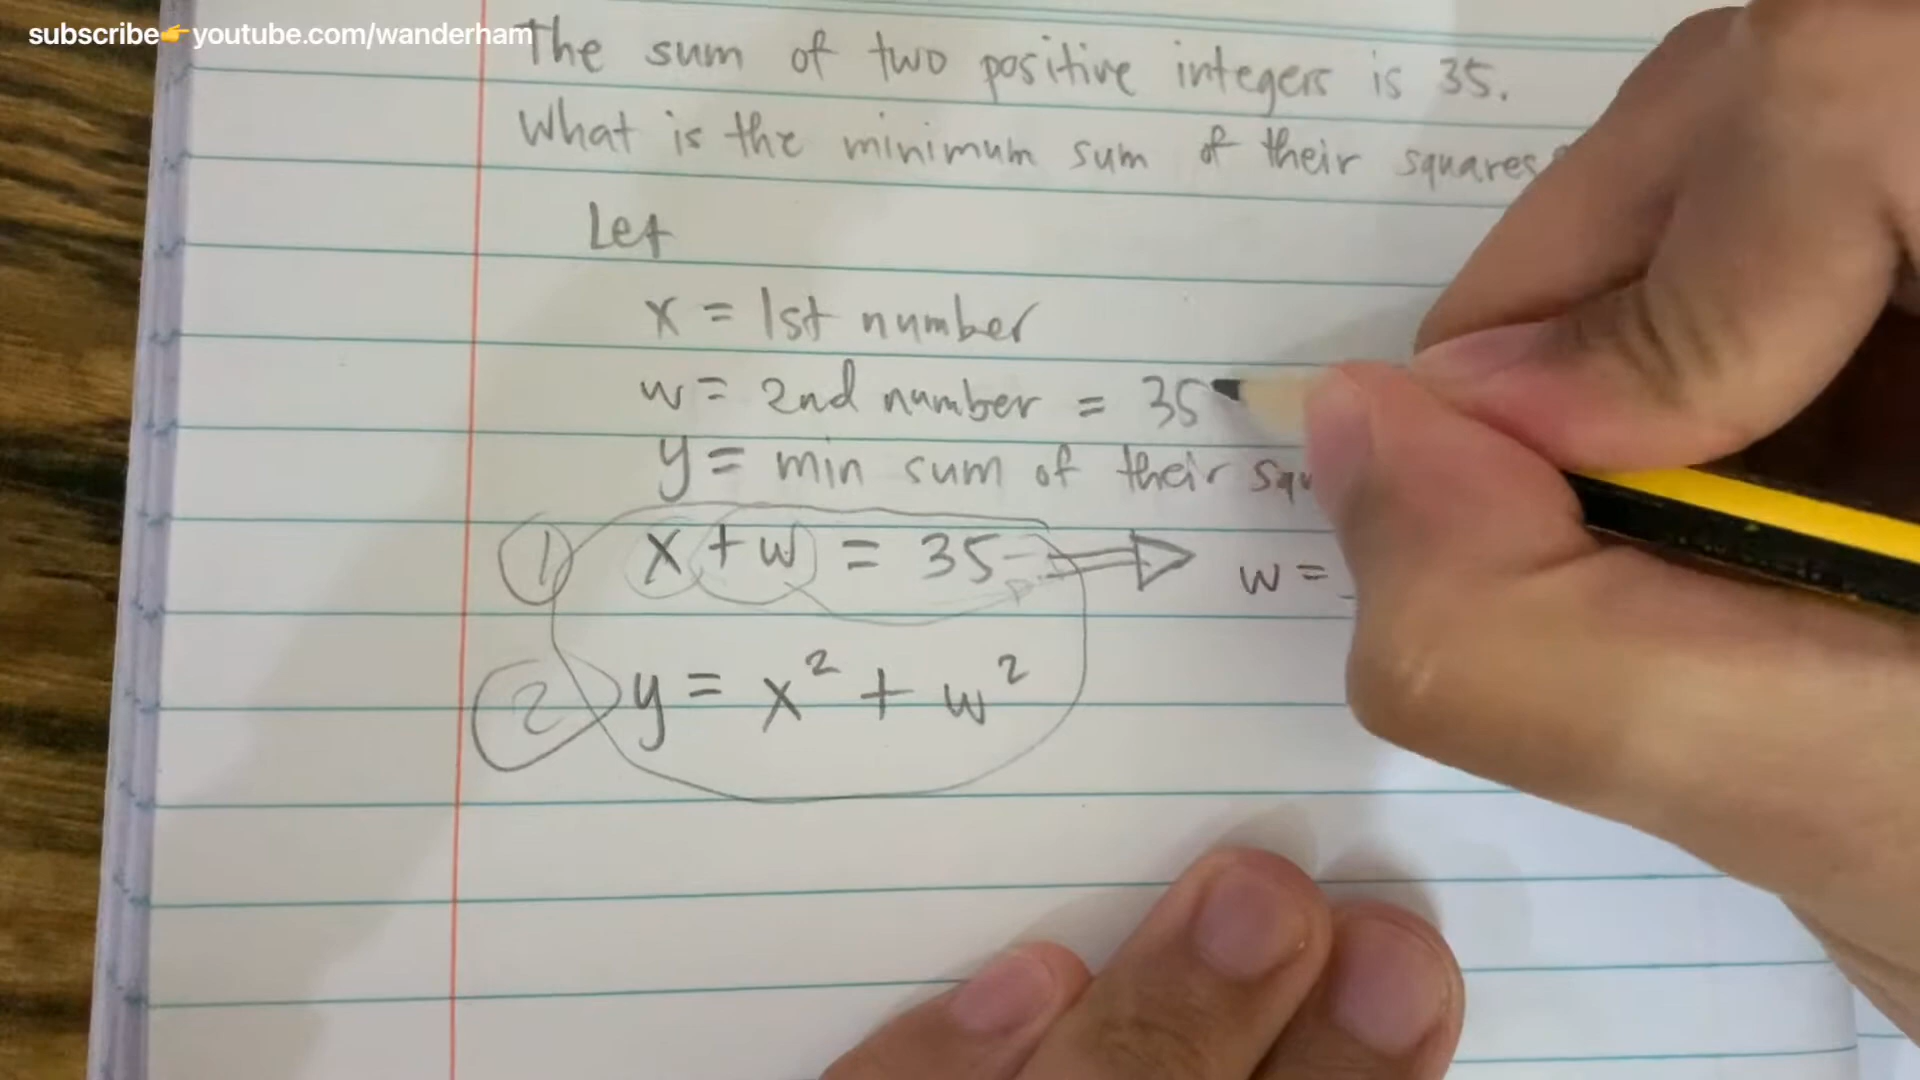 subscribe👉youtube.com/wanderham
The sum of two positive integers is 35.
What is the minimum sum of their squares
Let
x = 1st number
w = 2nd number = 35
y = min sum of their squ
1 x + w = 35 w =
2 y = x² + w²